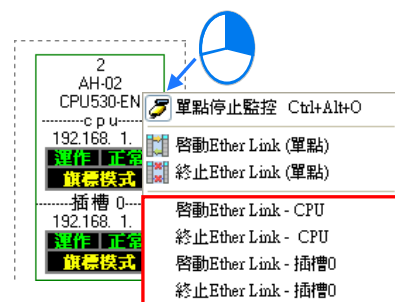 2
AH-02
CPU530-EN
cpu
192.168. 1.
運作 正常
旗標模式
插槽 0
192.168. 1.
運作 正常
旗標模式
單點停止監控 Ctrl+Alt+O
啓動Ether Link (單點)
終止Ether Link (單點)
啓動Ether Link - CPU
終止Ether Link - CPU
啓動Ether Link - 插槽0
終止Ether Link - 插槽0